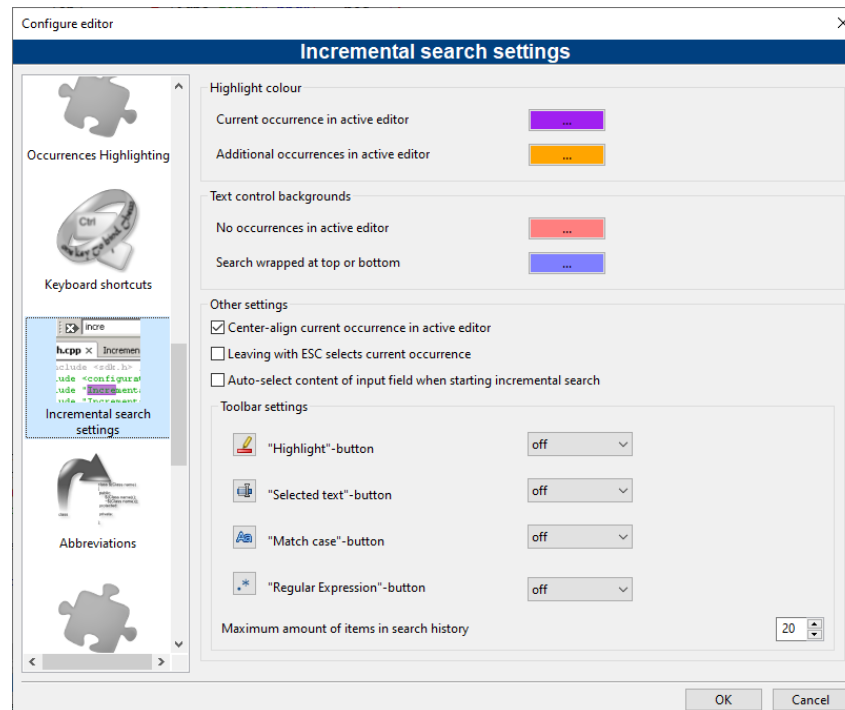 Configure editor
Incremental search settings
Occurrences Highlighting
Ctrl
Keyboard shortcuts
incre
h.cpp × Incremen
include <sdk.h>
ude <configurat
ude "Increment
ude "Increment
Incremental search
settings
Abbreviations
Highlight colour
Current occurrence in active editor ...
Additional occurrences in active editor ...
Text control backgrounds
No occurrences in active editor ...
Search wrapped at top or bottom ...
Other settings
Center-align current occurrence in active editor
Leaving with ESC selects current occurrence
Auto-select content of input field when starting incremental search
Toolbar settings
"Highlight"-button off
"Selected text"-button off
Aa "Match case"-button off
.* "Regular Expression"-button off
Maximum amount of items in search history 20
OK Cancel